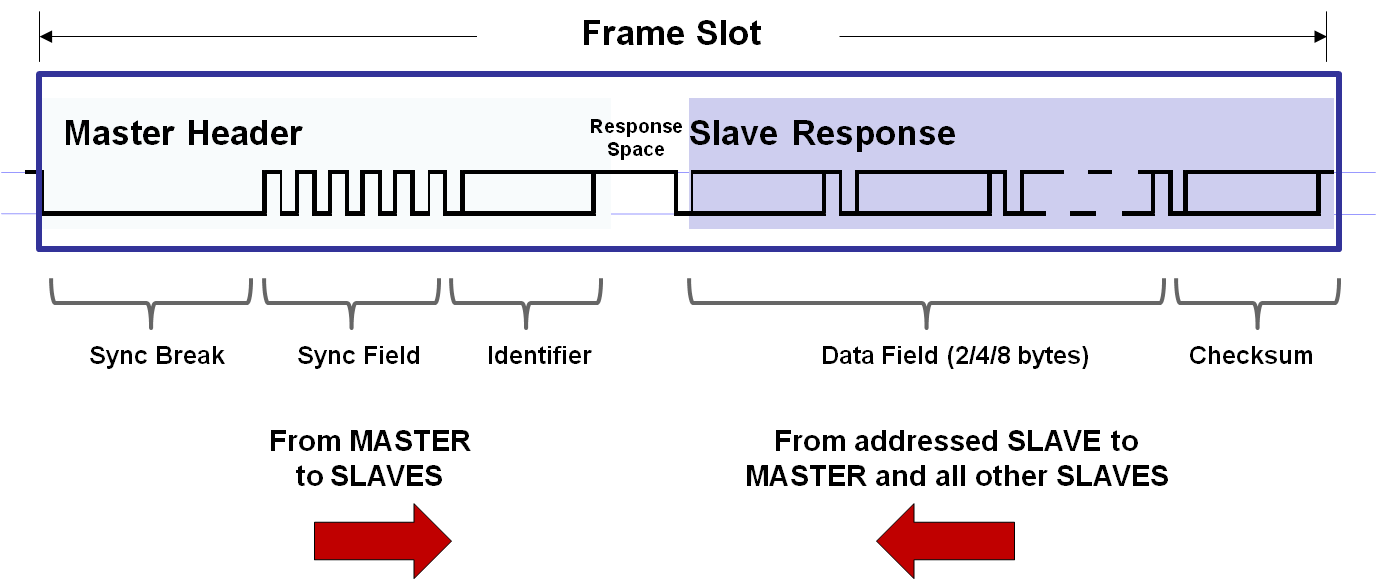 Frame Slot
Master Header
Response
Space
Slave Response
Sync Break
Sync Field
Identifier
Data Field (2/4/8 bytes)
Checksum
From MASTER
to SLAVES
From addressed SLAVE to
MASTER and all other SLAVES